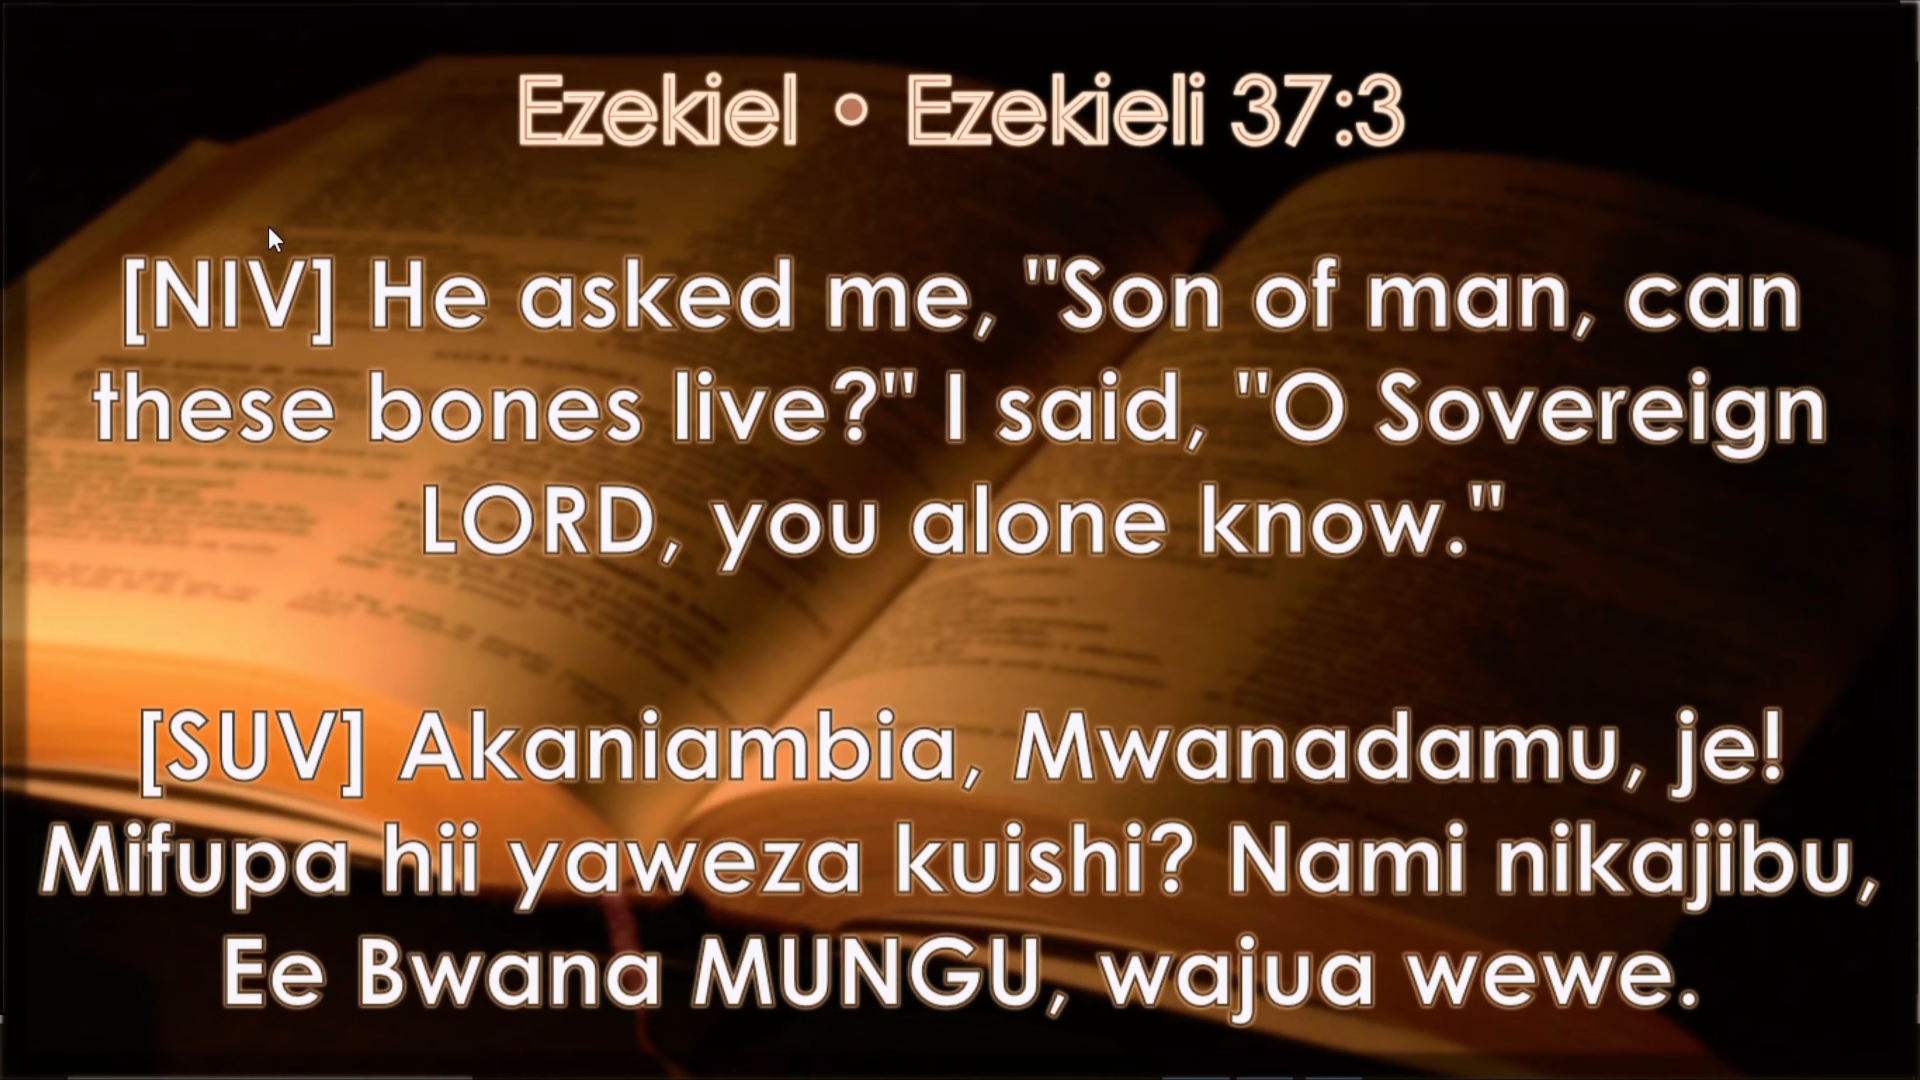 Ezekiel • Ezekieli 37:3
[NIV] He asked me, "Son of man, can
these bones live?" I said, "O Sovereign
LORD, you alone know."
[SUV] Akaniambia, Mwanadamu, je!
Mifupa hii yaweza kuishi? Nami nikajibu,
Ee Bwana MUNGU, wajua wewe.